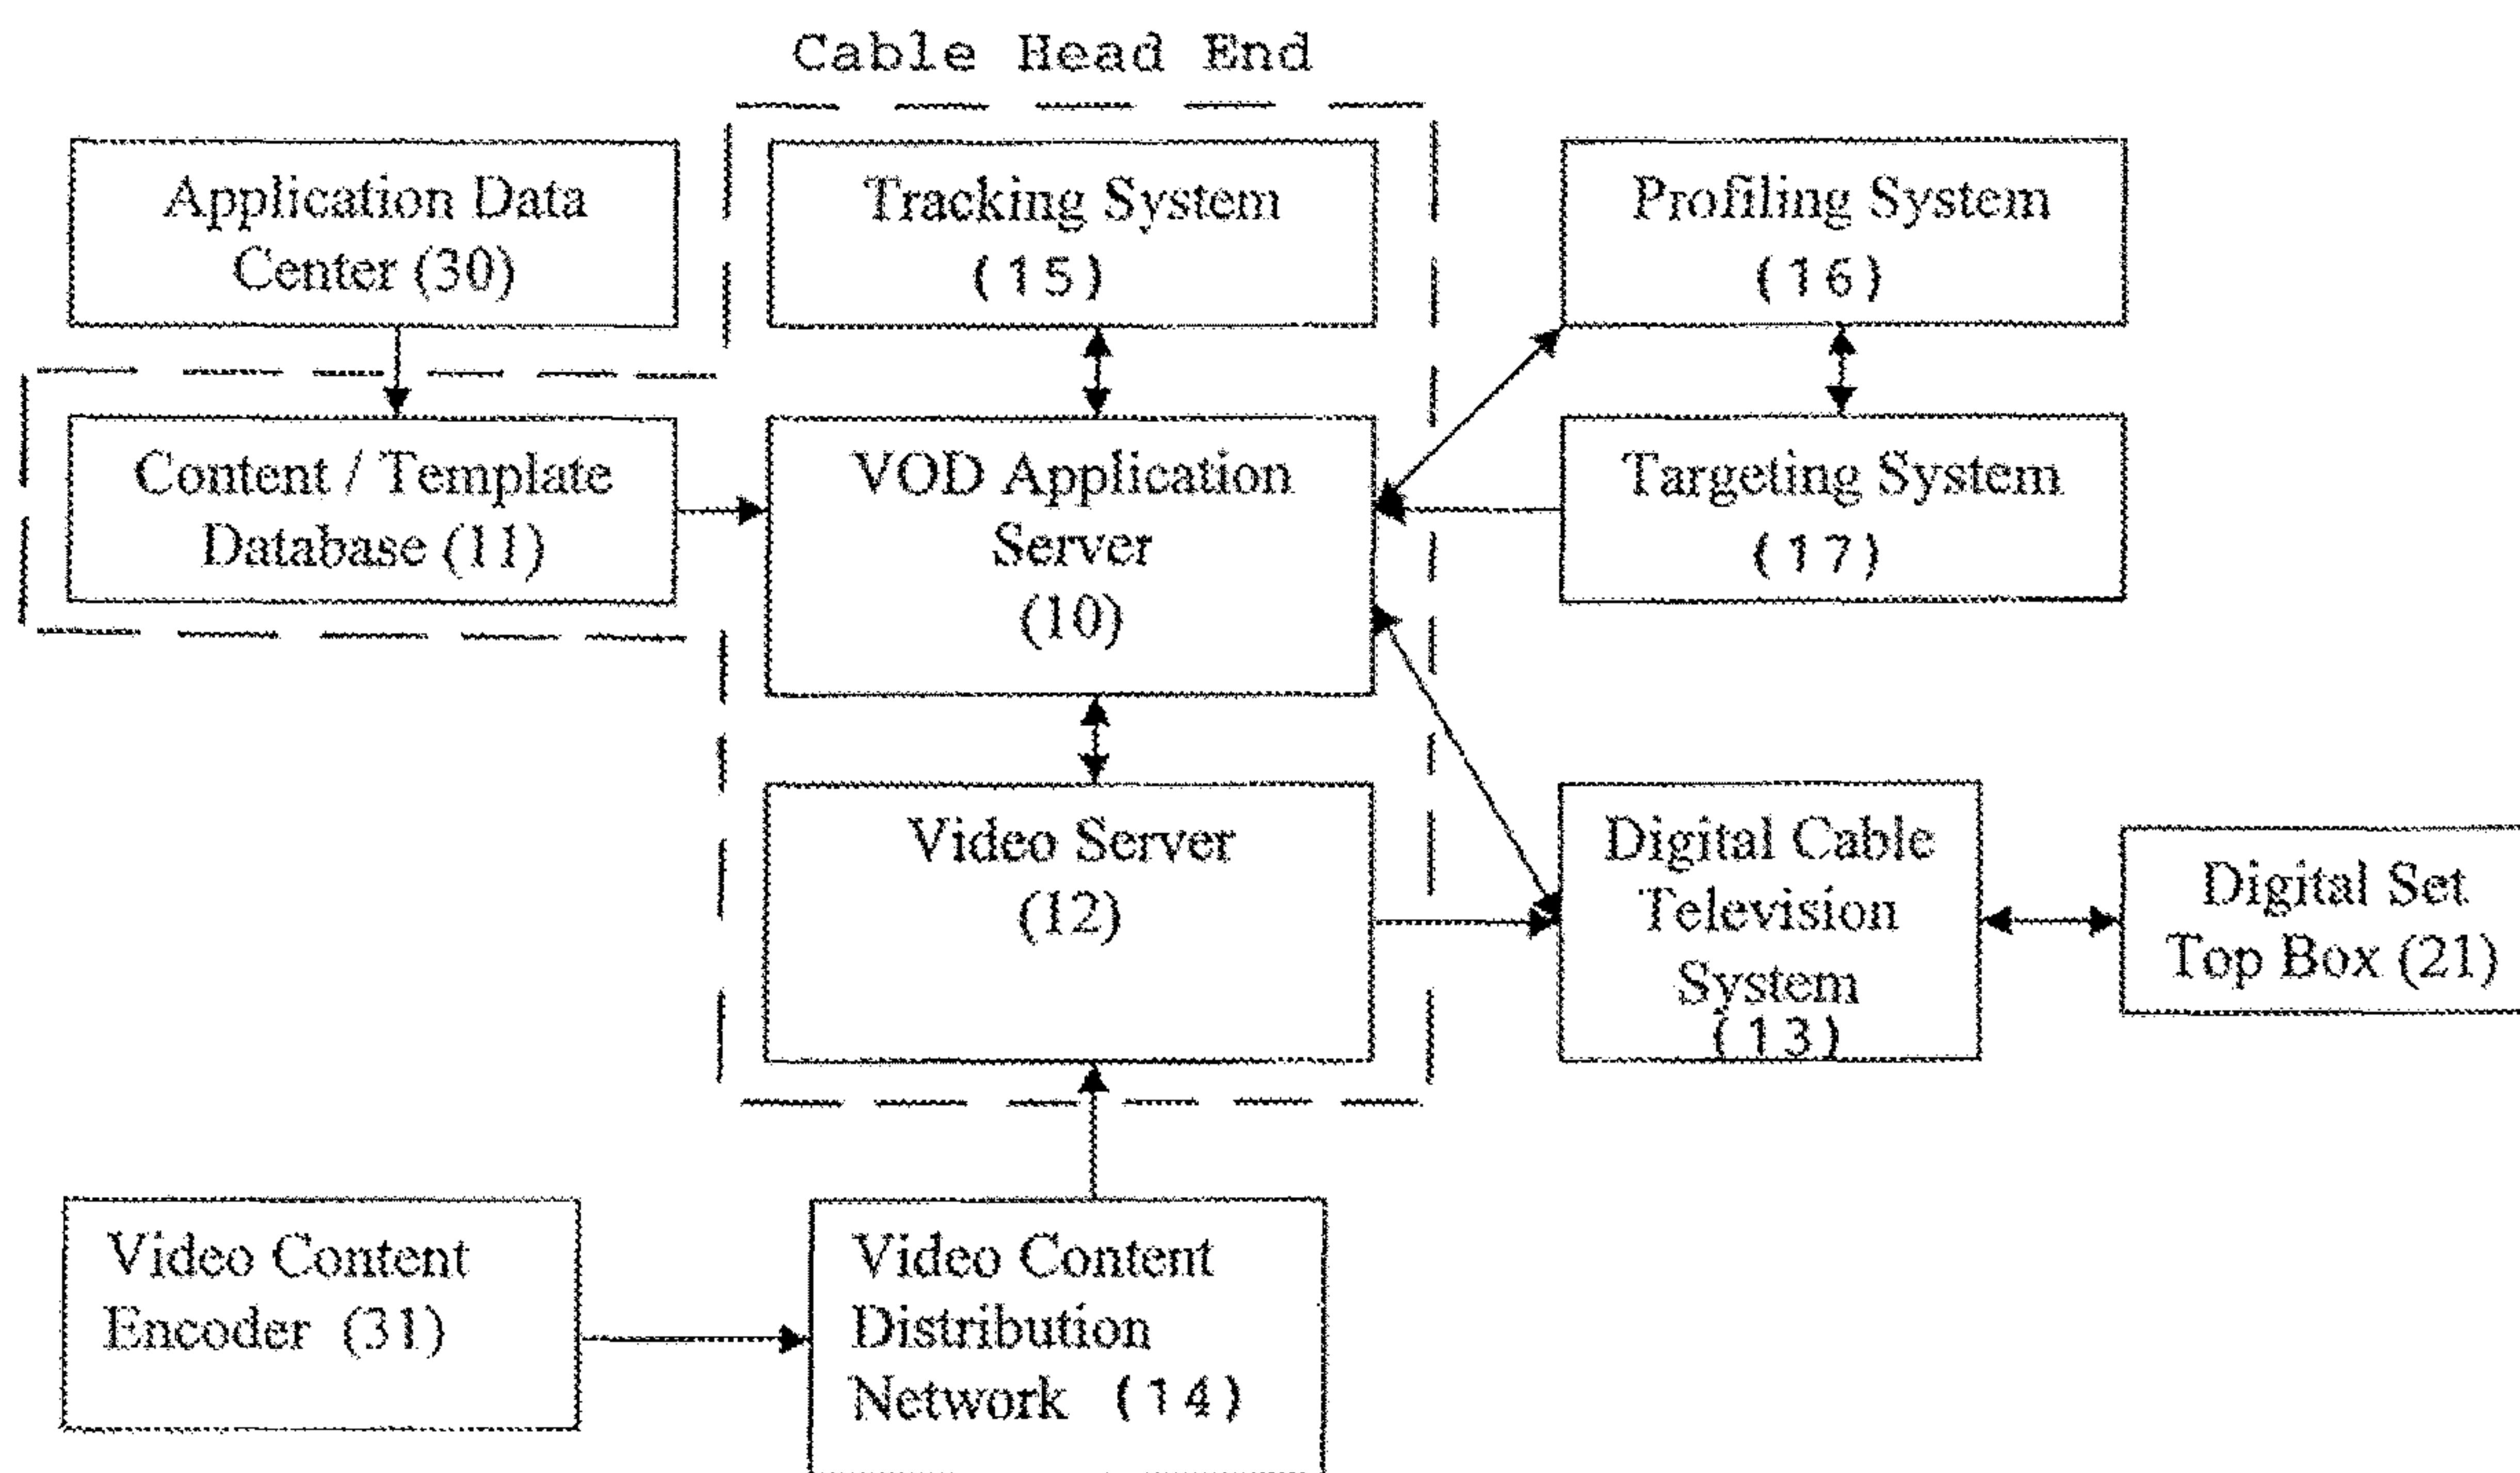 Cable Head End
Application Data
Center (30)
Tracking System
(15)
Profiling System
(16)
Content / Template
Database (11)
VOD Application
Server
(10)
Targeting System
(17)
Video Server
(12)
Digital Cable
Television
System
(13)
Digital Set
Top Box (21)
Video Content
Encoder (31)
Video Content
Distribution
Network (14)